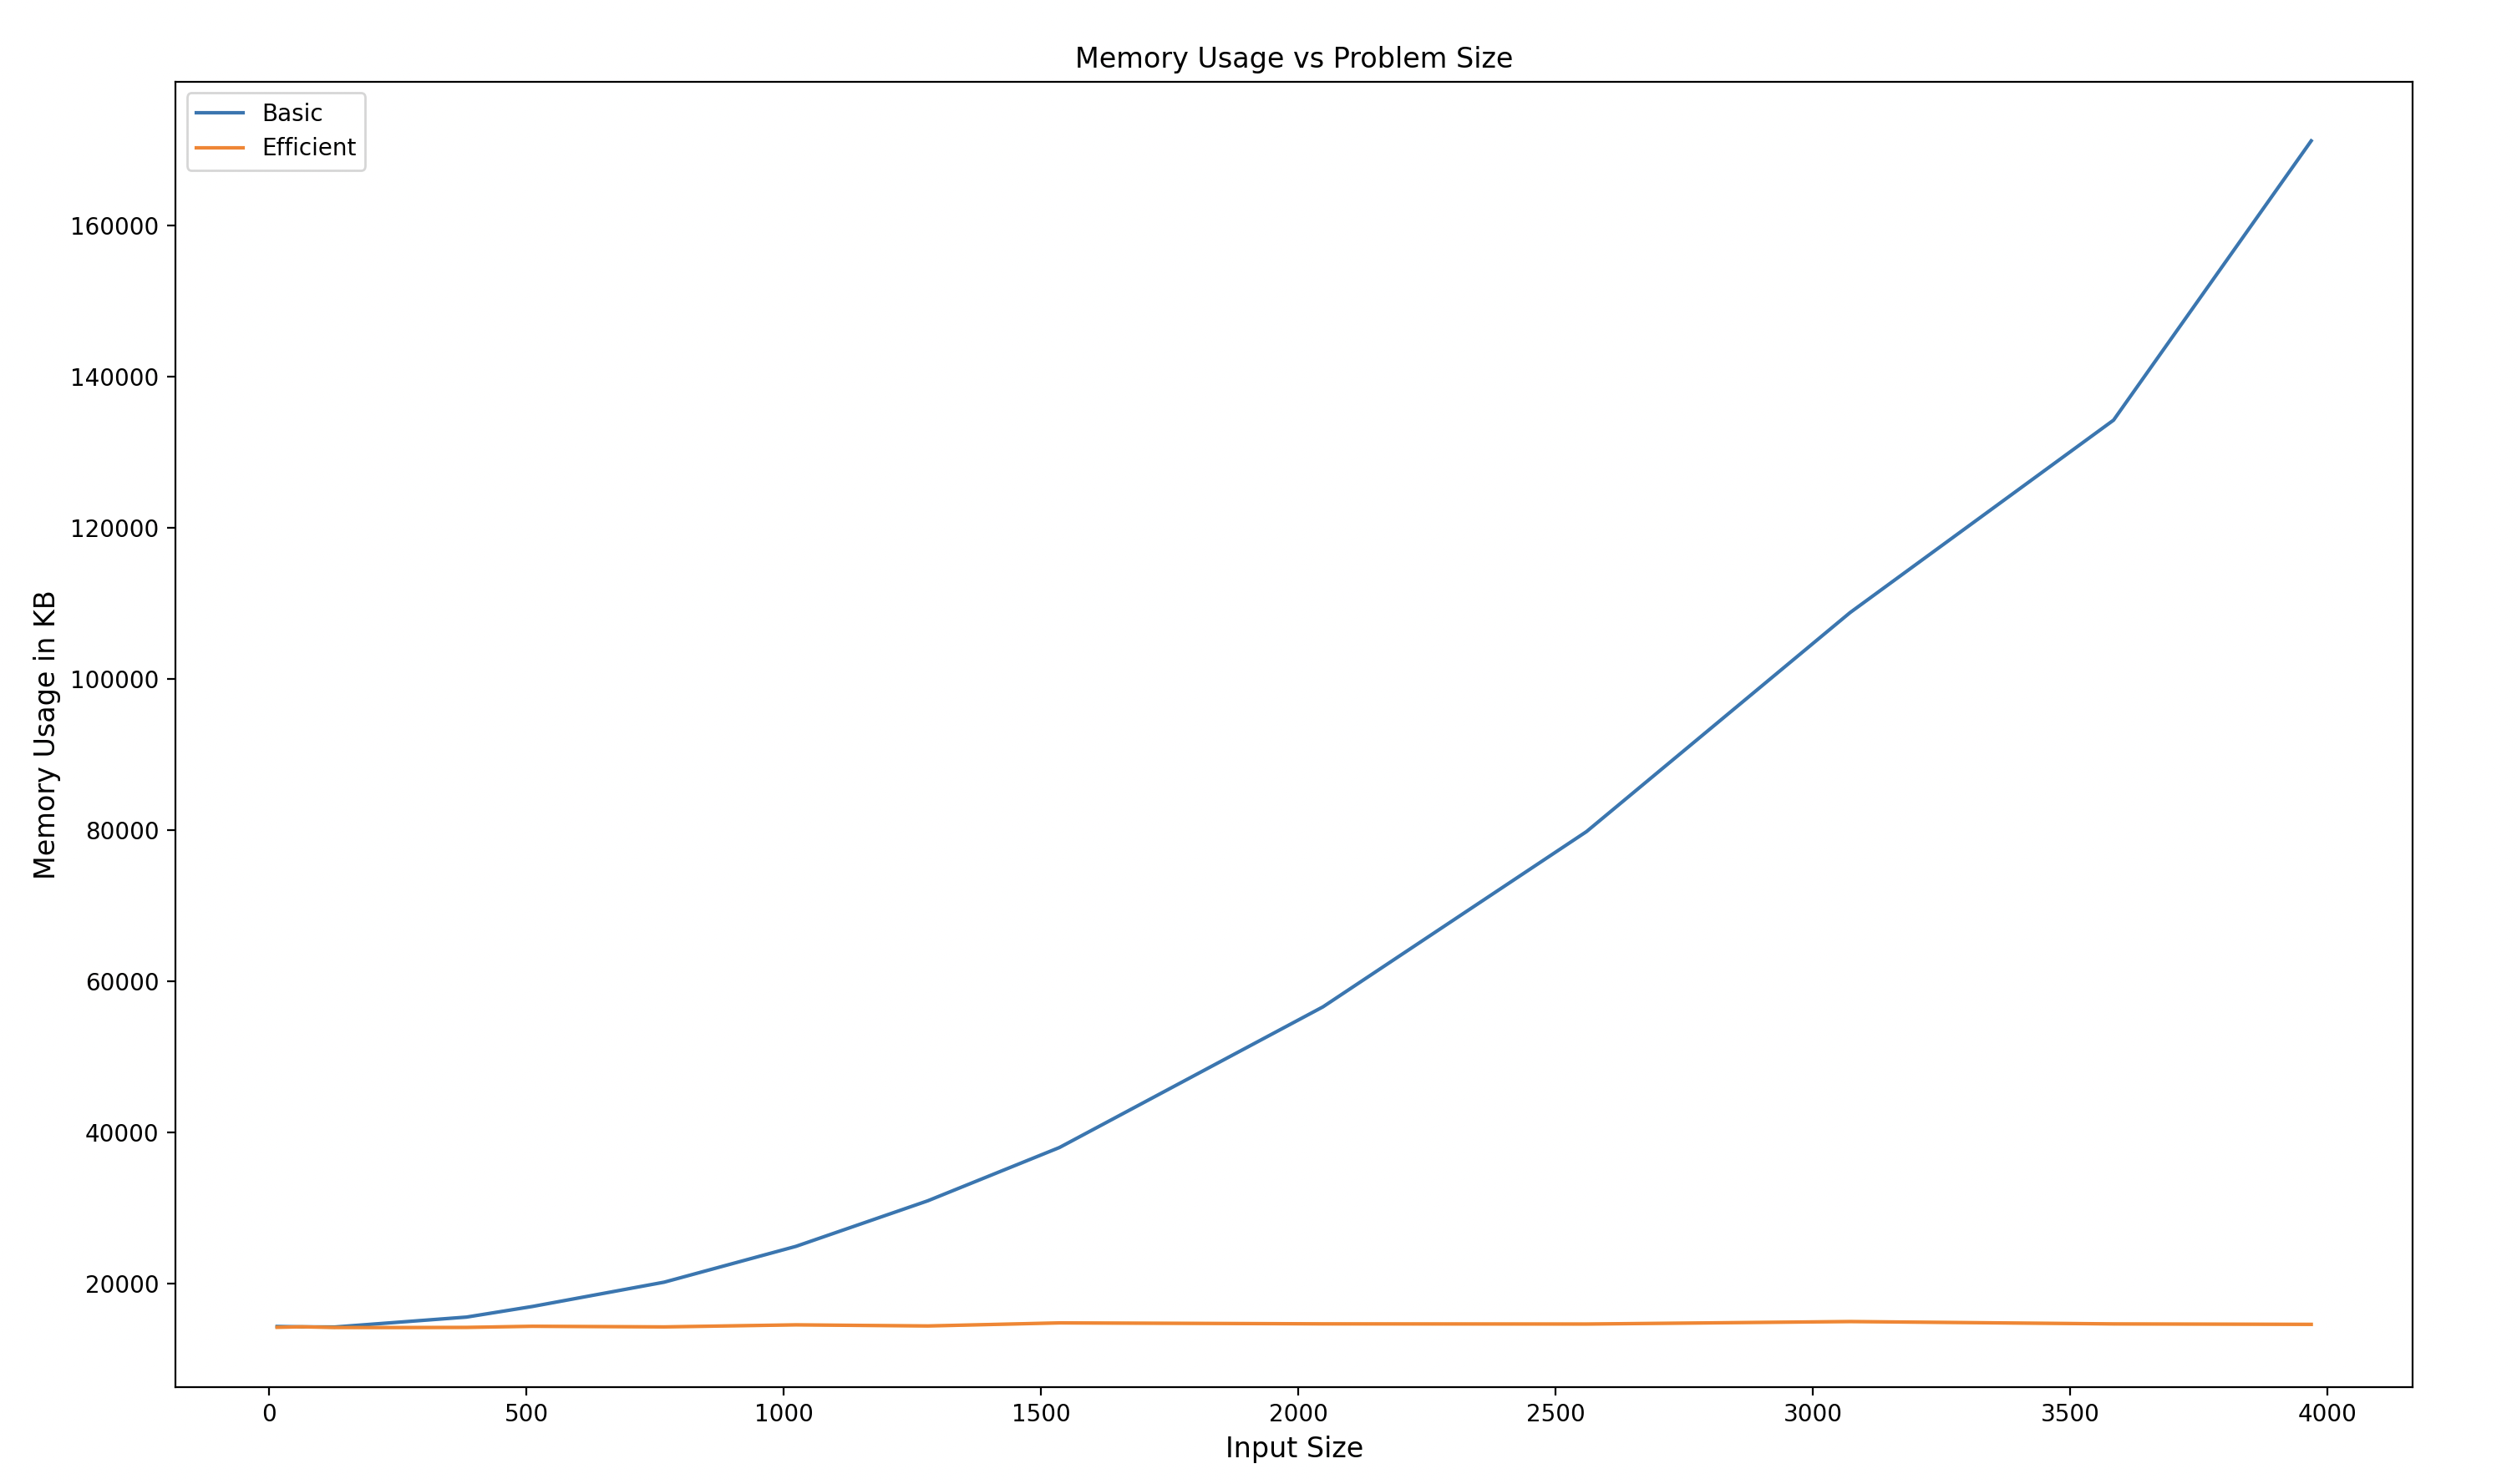 Memory Usage vs Problem Size
Basic
Efficient
160000
140000
120000
100000
80000
60000
40000
20000
Memory Usage in KB
0 500 1000 1500 2000 2500 3000 3500 4000
Input Size